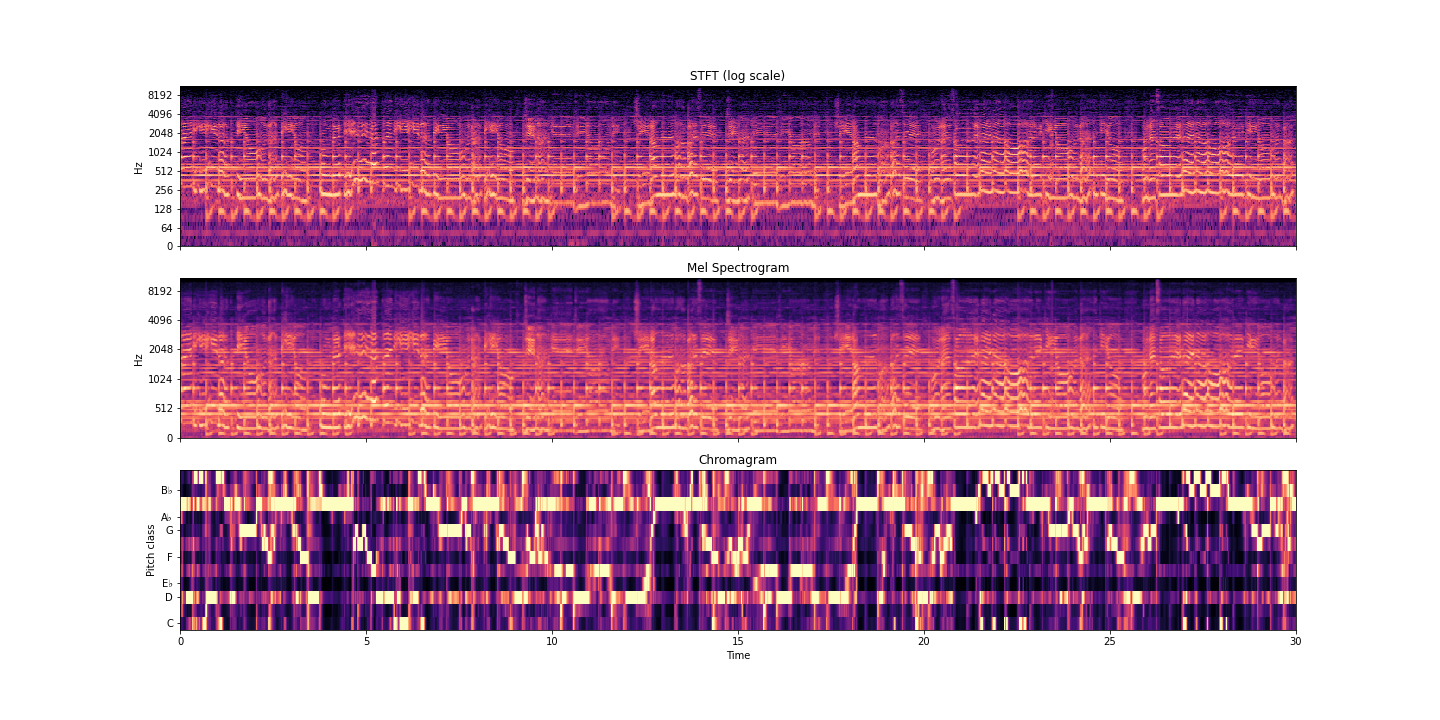 STFT (log scale)
8192
4096
2048
1024
512
256
128
64
0
Hz
Mel Spectrogram
8192
4096
2048
1024
512
0
Hz
Chromagram
B♭
A♭
G
F
E♭
D
C
Pitch class
0 5 10 15 20 25 30
Time